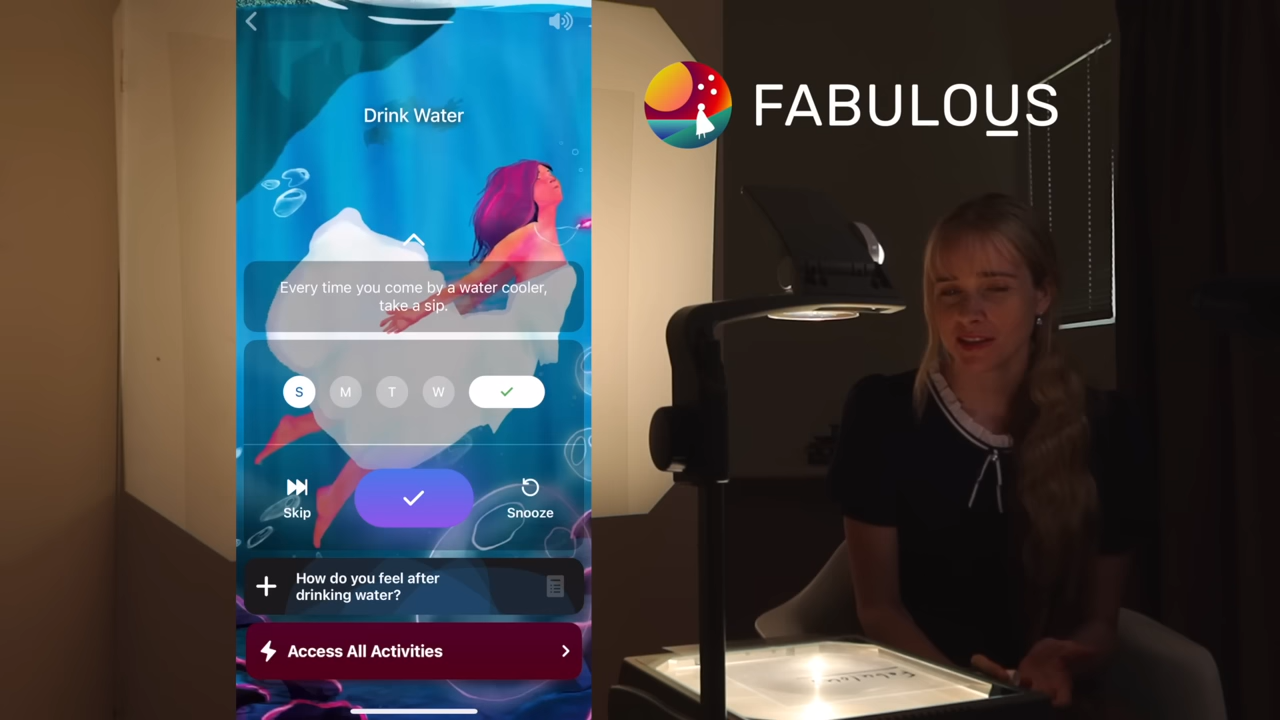 Drink Water
Every time you come by a water cooler,
take a sip.
S M T W
Skip
Snooze
How do you feel after
drinking water?
Access All Activities
FABULOUS
Fabulous